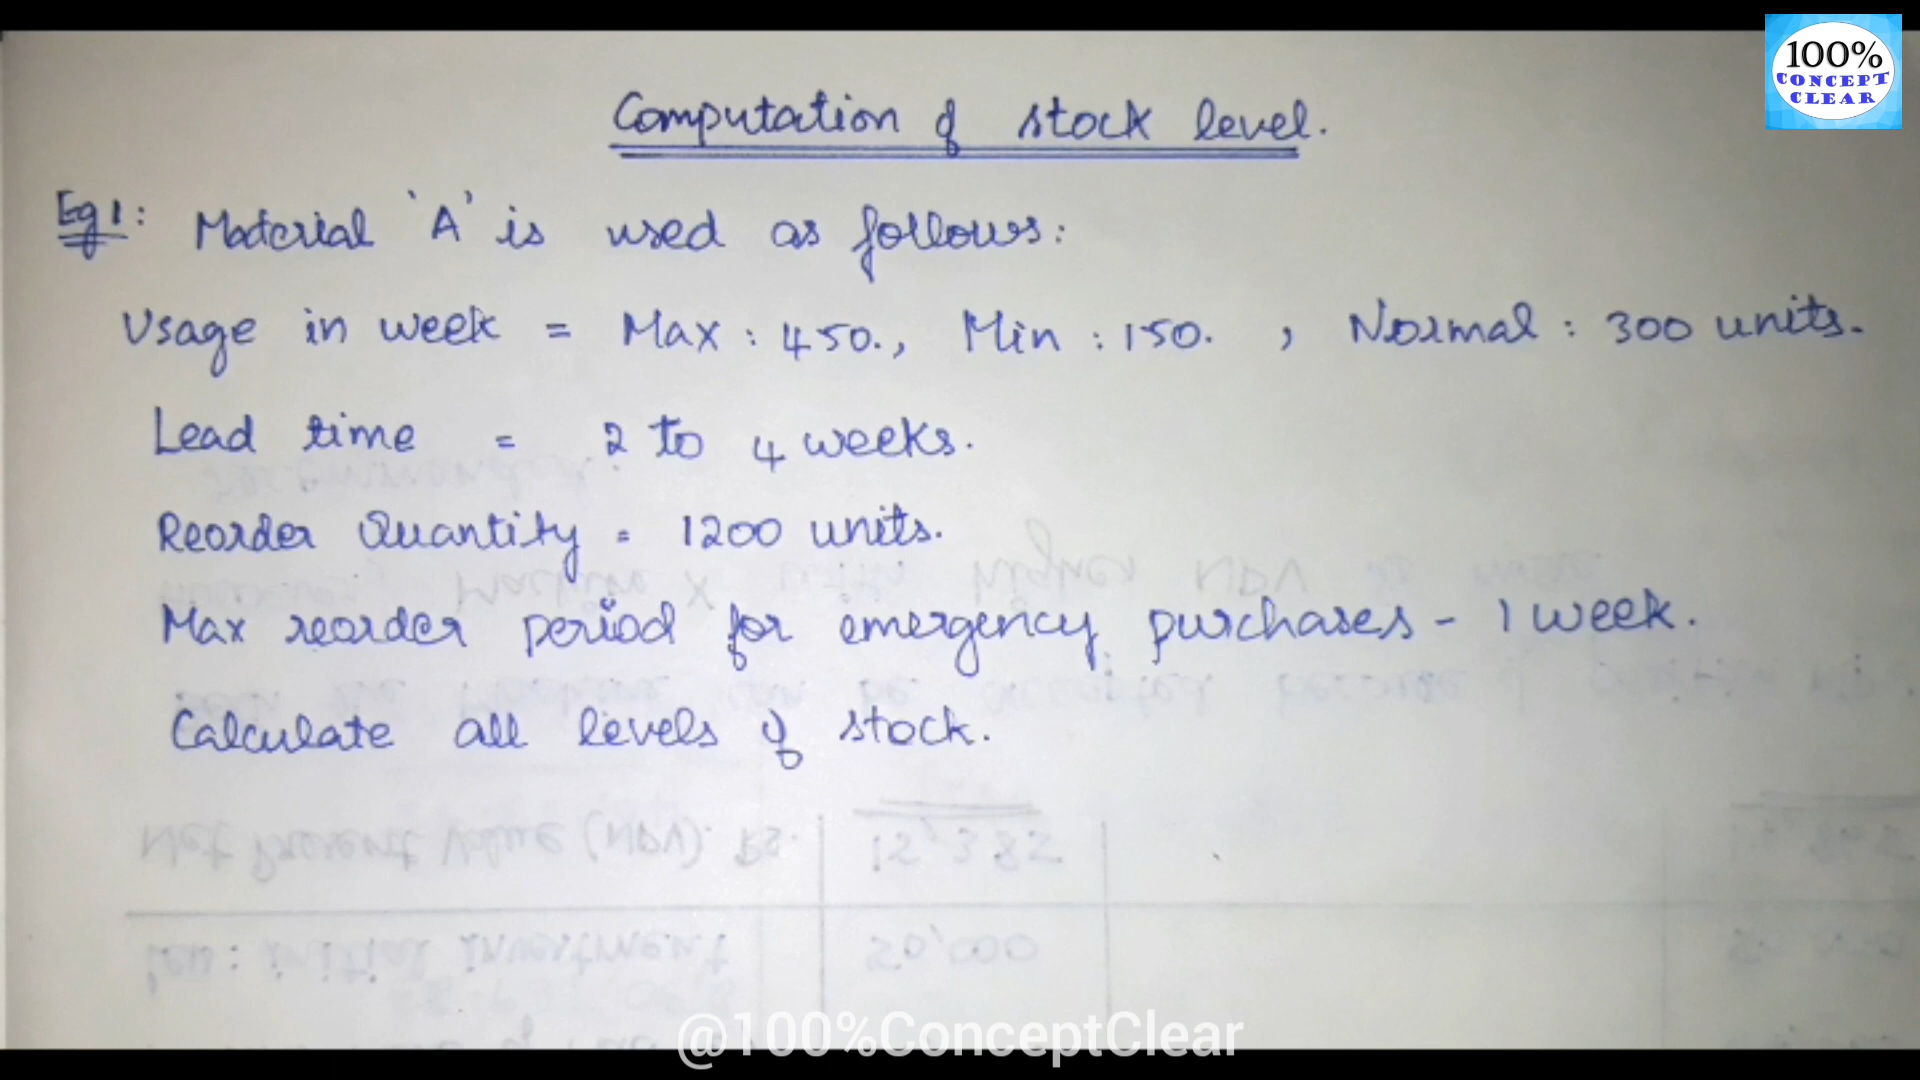 100%
CONCEPT
CLEAR
Computation of stock level.
Eg 1: Material 'A' is used as follows:
Usage in week = Max : 450., Min : 150. , Normal : 300 units.
Lead time = 2 to 4 weeks.
Reorder Quantity = 1200 units.
Max reorder period for emergency purchases - 1 week.
Calculate all levels of stock.
@100%ConceptClear